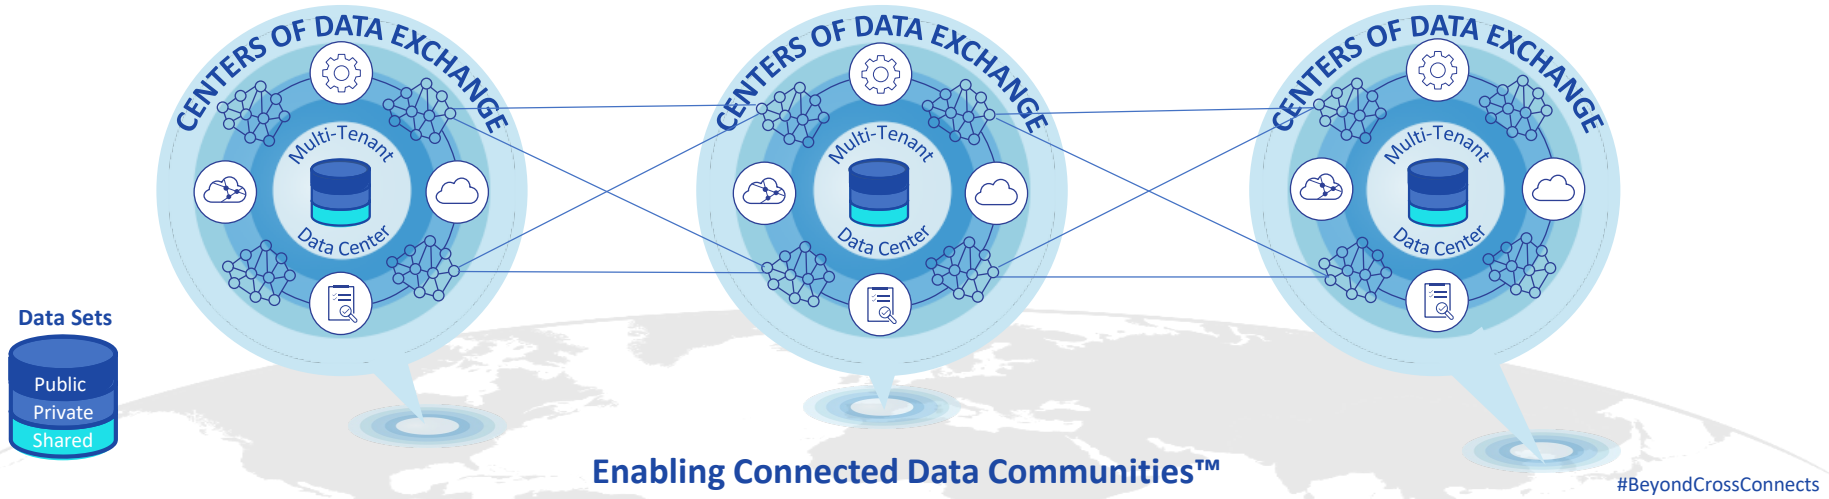 CENTERS OF DATA EXCHANGE
Multi-Tenant
Data Center
CENTERS OF DATA EXCHANGE
Multi-Tenant
Data Center
CENTERS OF DATA EXCHANGE
Multi-Tenant
Data Center
Data Sets
Public
Private
Shared
Enabling Connected Data Communities™
#BeyondCrossConnects